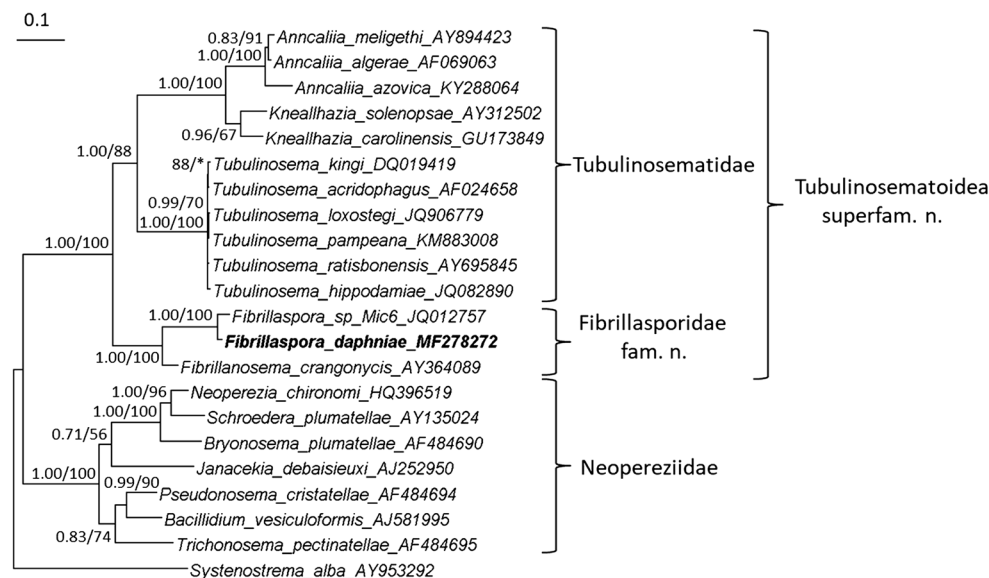 0.1
0.83/91
Anncaliia_meligethi_AY894423
1.00/100
Anncaliia_algerae_AF069063
1.00/100
Anncaliia_azovica_KY288064
Kneallhazia_solenopsae_AY312502
0.96/67
Kneallhazia_carolinensis_GU173849
1.00/88
88/*
Tubulinosema_kingi_DQ019419
Tubulinosematidae
Tubulinosema_acridophagus_AF024658
Tubulinosematoidea
superfam. n.
0.99/70
Tubulinosema_loxostegi_JQ906779
1.00/100
Tubulinosema_pampeana_KM883008
1.00/100
Tubulinosema_ratisbonensis_AY695845
Tubulinosema_hippodamiae_JQ082890
1.00/100
Fibrillaspora_sp_Mic6_JQ012757
Fibrillasporidae
fam. n.
Fibrillaspora_daphniae_MF278272
1.00/100
Fibrillanosema_crangonycis_AY364089
1.00/96
Neoperezia_chironomi_HQ396519
1.00/100
Schroedera_plumatellae_AY135024
0.71/56
Bryonosema_plumatellae_AF484690
Janacekia_debaisieuxi_AJ252950
Neopereziidae
1.00/100
0.99/90
Pseudonosema_cristatellae_AF484694
Bacillidium_vesiculoformis_AJ581995
0.83/74
Trichonosema_pectinatellae_AF484695
Systenostrema_alba_AY953292